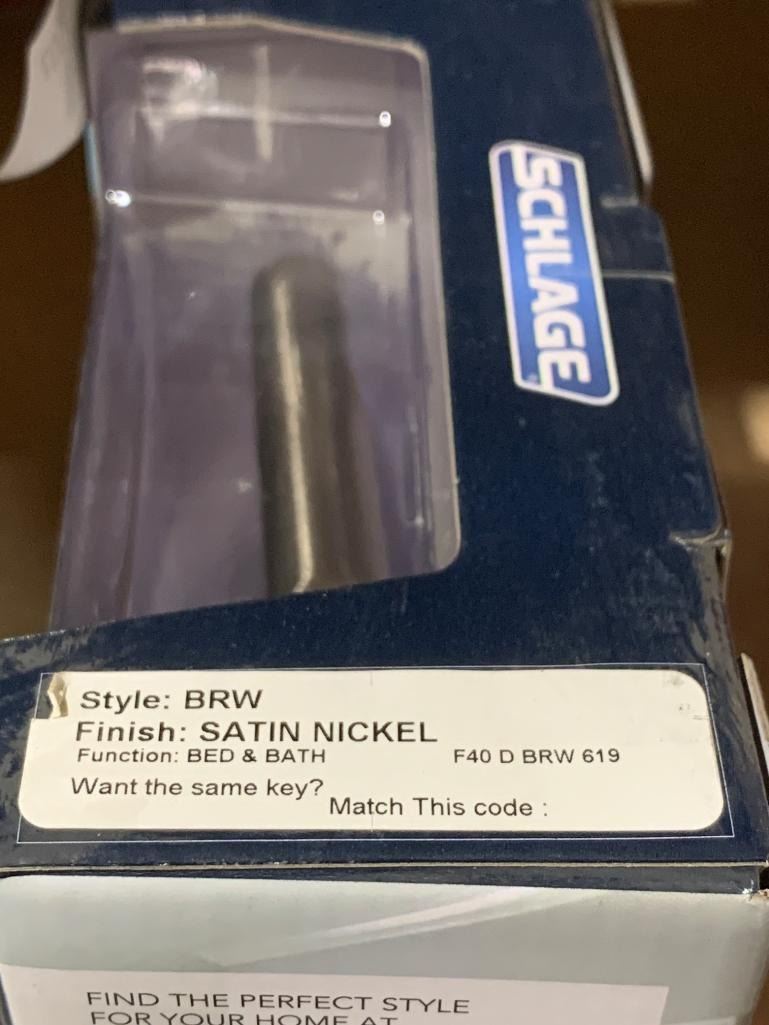 SCHLAGE
Style: BRW
Finish: SATIN NICKEL
Function: BED & BATH F40 D BRW 619
Want the same key?
Match This code :
FIND THE PERFECT STYLE
FOR YOUR HOME AT